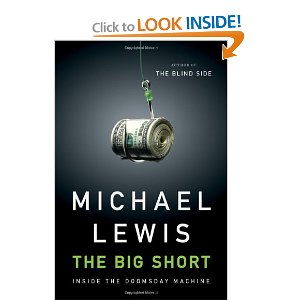 Click to
LOOK INSIDE!
AUTHOR OF
THE BLIND SIDE
MICHAEL
LEWIS
THE BIG SHORT
INSIDE THE DOOMSDAY MACHINE